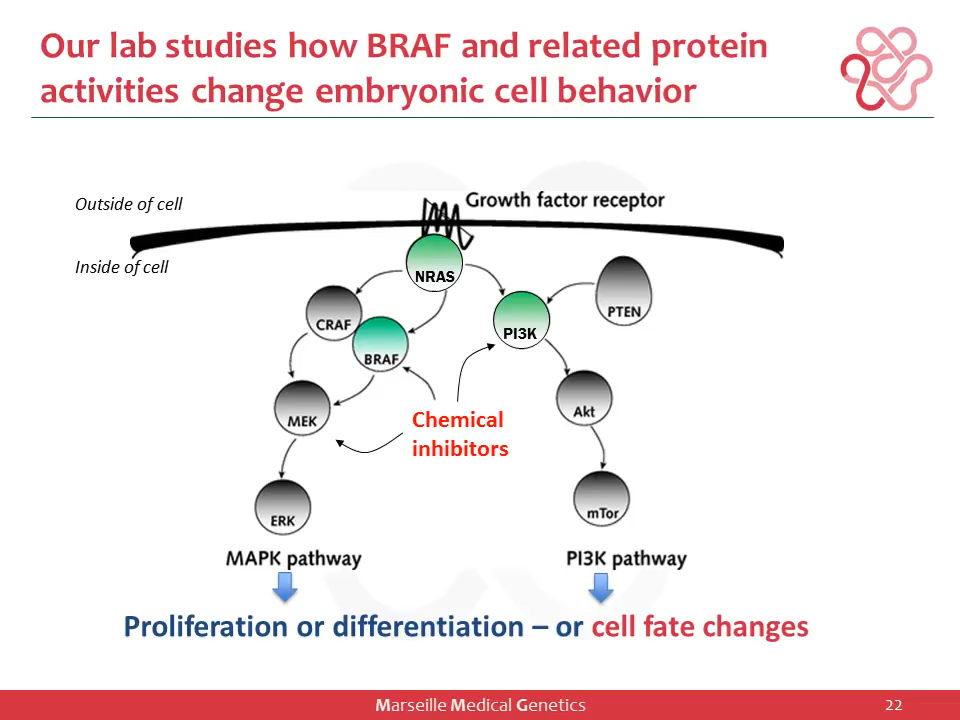 Our lab studies how BRAF and related protein
activities change embryonic cell behavior
Outside of cell
Growth factor receptor
Inside of cell
NRAS
CRAF
BRAF
PI3K
PTEN
MEK
Chemical
inhibitors
Akt
ERK
mTor
MAPK pathway
PI3K pathway
Proliferation or differentiation – or cell fate changes
Marseille Medical Genetics
22